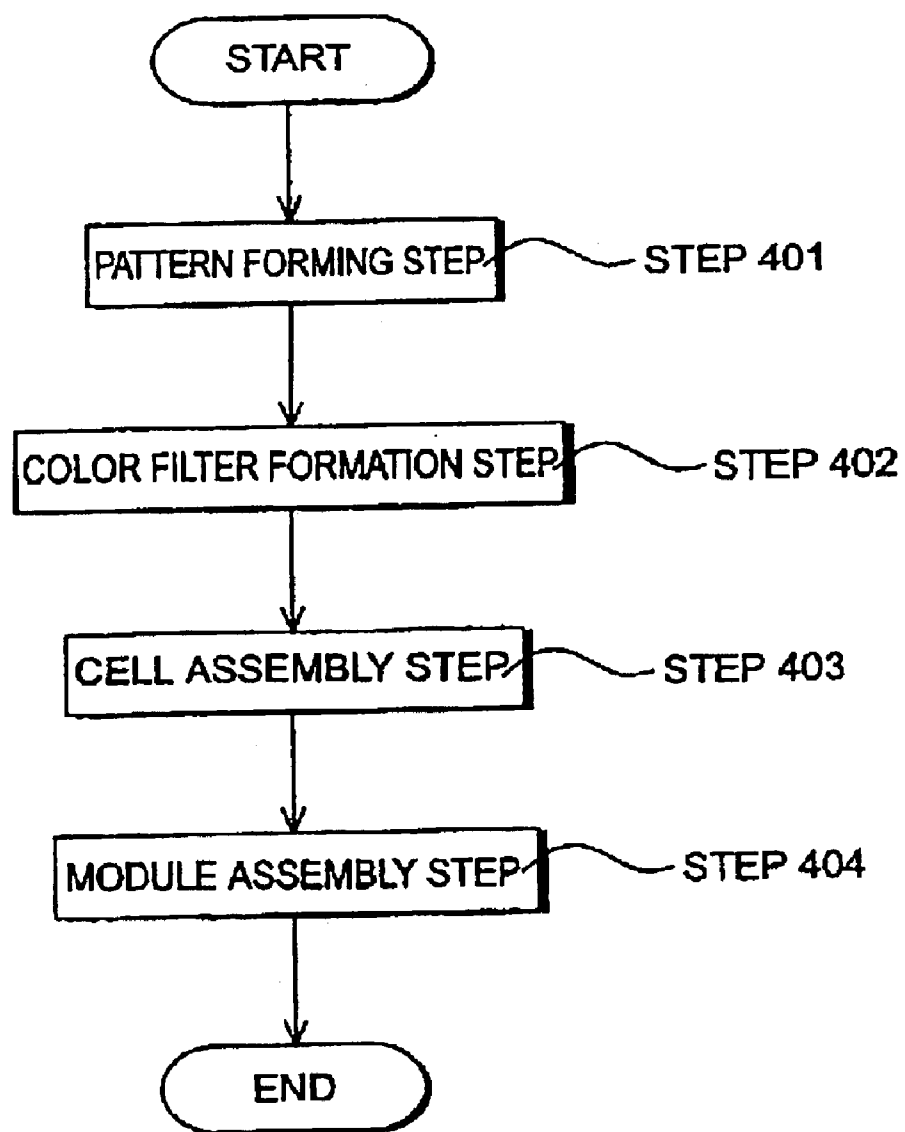 START
PATTERN FORMING STEP STEP 401
COLOR FILTER FORMATION STEP STEP 402
CELL ASSEMBLY STEP STEP 403
MODULE ASSEMBLY STEP STEP 404
END